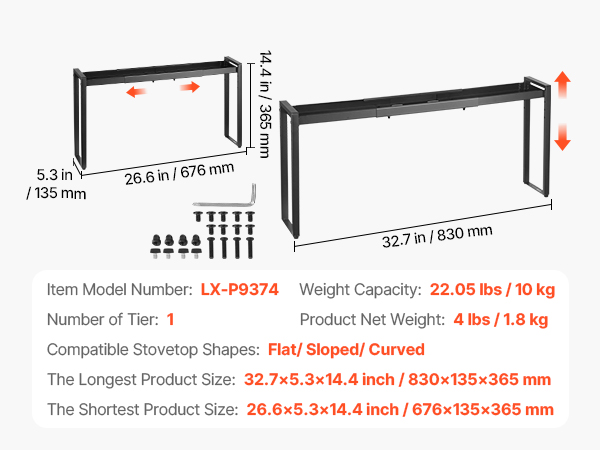 14.4 in / 365 mm
5.3 in
/ 135 mm
26.6 in / 676 mm
32.7 in / 830 mm
Item Model Number: LX-P9374 Weight Capacity: 22.05 lbs / 10 kg
Number of Tier: 1 Product Net Weight: 4 lbs / 1.8 kg
Compatible Stovetop Shapes: Flat/ Sloped/ Curved
The Longest Product Size: 32.7×5.3×14.4 inch / 830×135×365 mm
The Shortest Product Size: 26.6×5.3×14.4 inch / 676×135×365 mm